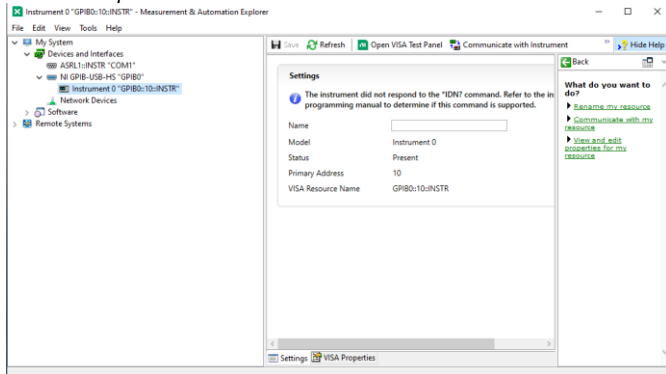 Instrument 0 "GPIB0::10::INSTR" - Measurement & Automation Explorer
File Edit View Tools Help
My System
Devices and Interfaces
ASRL1::INSTR "COM1"
NI GPIB-USB-HS "GPIB0"
Instrument 0 "GPIB0::10::INSTR"
Network Devices
Software
Remote Systems
Save Refresh Open VISA Test Panel Communicate with Instrument » Hide Help
Settings
The instrument did not respond to the *IDN? command. Refer to the in
programming manual to determine if this command is supported.
Name
Model Instrument 0
Status Present
Primary Address 10
VISA Resource Name GPIB0::10::INSTR
Settings VISA Properties
Back
What do you want to
do?
Rename my resource
Communicate with my
resource
View and edit
properties for my
resource